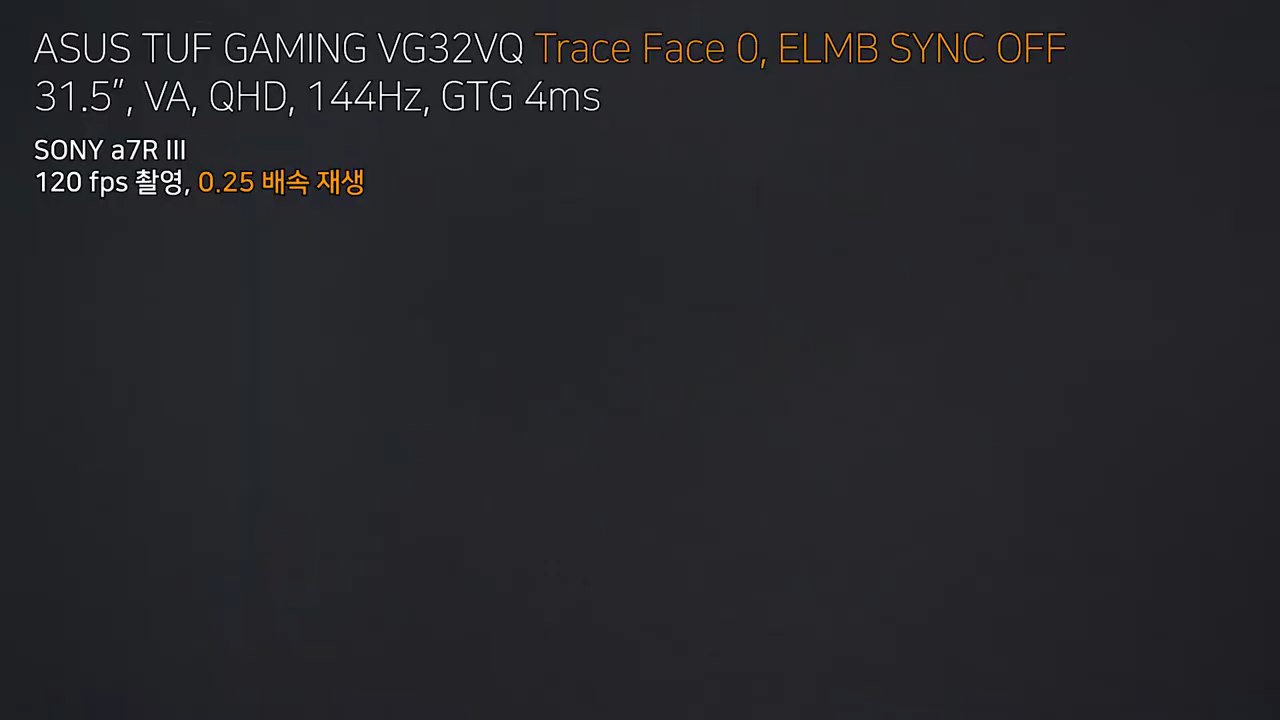 ASUS TUF GAMING VG32VQ Trace Face 0, ELMB SYNC OFF
31.5”, VA, QHD, 144Hz, GTG 4ms
SONY a7R III
120 fps 촬영, 0.25 배속 재생